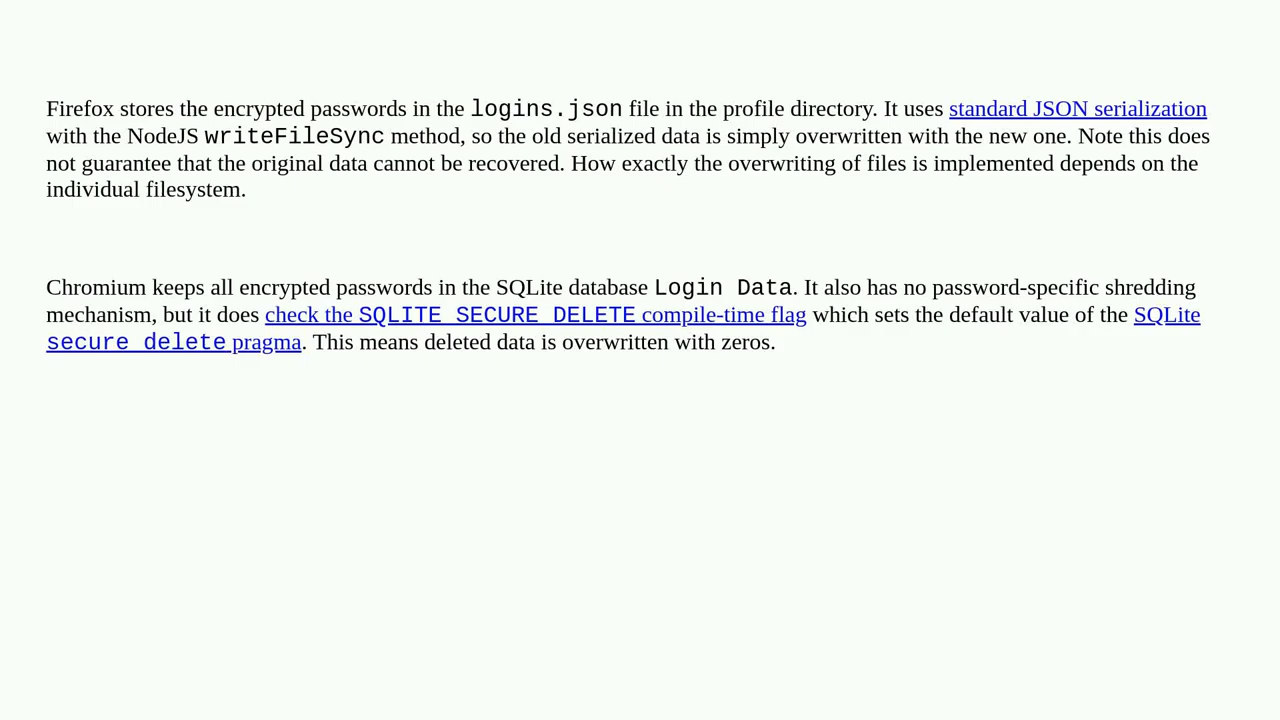 Firefox stores the encrypted passwords in the logins.json file in the profile directory. It uses standard JSON serialization
with the NodeJS writeFileSync method, so the old serialized data is simply overwritten with the new one. Note this does
not guarantee that the original data cannot be recovered. How exactly the overwriting of files is implemented depends on the
individual filesystem.
Chromium keeps all encrypted passwords in the SQLite database Login Data. It also has no password-specific shredding
mechanism, but it does check the SQLITE_SECURE_DELETE compile-time flag which sets the default value of the SQLite
secure_delete pragma. This means deleted data is overwritten with zeros.